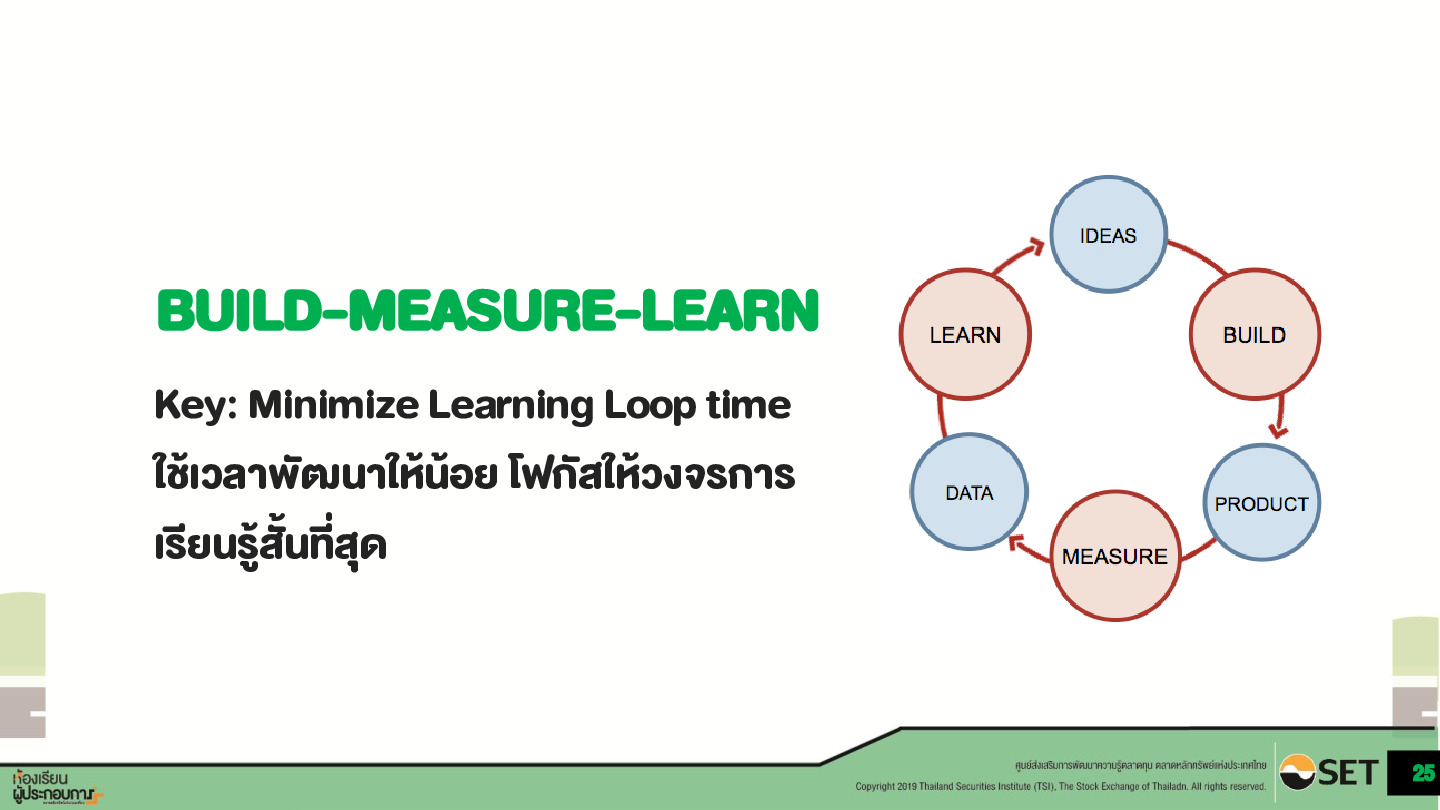 BUILD-MEASURE-LEARN
Key: Minimize Learning Loop time
ใช้เวลาพัฒนาให้น้อย โฟกัสให้วงจรการ
เรียนรู้สั้นที่สุด
IDEAS
LEARN
BUILD
DATA
PRODUCT
MEASURE
ห้องเรียน
ผู้ประกอบการ
ศูนย์ส่งเสริมการพัฒนาความรู้ตลาดทุน ตลาดหลักทรัพย์แห่งประเทศไทย
Copyright 2019 Thailand Securities Institute (TSI), The Stock Exchange of Thailadn. All rights reserved.
SET
25